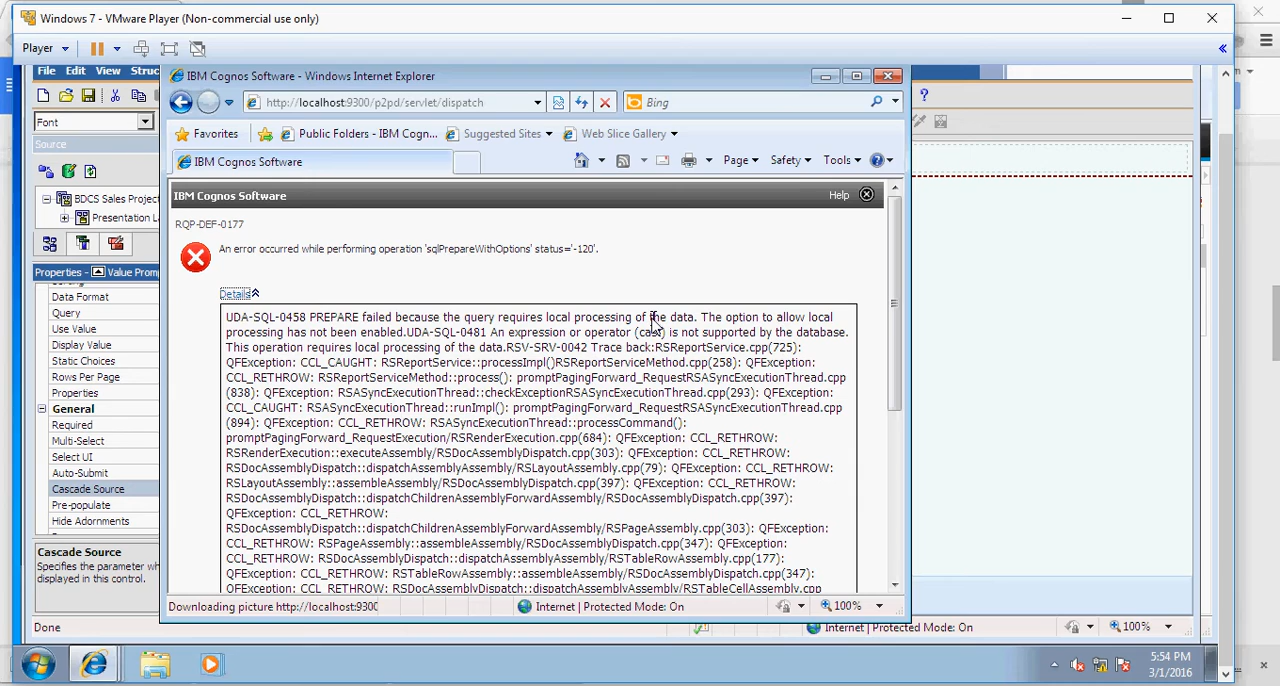 Windows 7 - VMware Player (Non-commercial use only)
Player
File Edit View Struc
Font
Source
BDCS Sales Project
Presentation La
Properties - Value Promp
Data Format
Query
Use Value
Display Value
Static Choices
Rows Per Page
Properties
General
Required
Multi-Select
Select UI
Auto-Submit
Cascade Source
Pre-populate
Hide Adornments
Cascade Source
Specifies the parameter wh
displayed in this control.
Done
IBM Cognos Software - Windows Internet Explorer
http://localhost:9300/p2pd/servlet/dispatch
Bing
Favorites Public Folders - IBM Cogn... Suggested Sites Web Slice Gallery
IBM Cognos Software
Page Safety Tools
IBM Cognos Software Help
RQP-DEF-0177
An error occurred while performing operation 'sqlPrepareWithOptions' status='-120'.
Details
UDA-SQL-0458 PREPARE failed because the query requires local processing of the data. The option to allow local
processing has not been enabled.UDA-SQL-0481 An expression or operator (cast) is not supported by the database.
This operation requires local processing of the data.RSV-SRV-0042 Trace back:RSReportService.cpp(725):
QFException: CCL_CAUGHT: RSReportService::processImpl()RSReportServiceMethod.cpp(258): QFException:
CCL_RETHROW: RSReportServiceMethod::process(): promptPagingForward_RequestRSASyncExecutionThread.cpp
(838): QFException: RSASyncExecutionThread::checkExceptionRSASyncExecutionThread.cpp(293): QFException:
CCL_CAUGHT: RSASyncExecutionThread::runImpl(): promptPagingForward_RequestRSASyncExecutionThread.cpp
(894): QFException: CCL_RETHROW: RSASyncExecutionThread::processCommand():
promptPagingForward_RequestExecution/RSRenderExecution.cpp(684): QFException: CCL_RETHROW:
RSRenderExecution::executeAssembly/RSDocAssemblyDispatch.cpp(303): QFException: CCL_RETHROW:
RSDocAssemblyDispatch::dispatchAssemblyAssembly/RSLayoutAssembly.cpp(79): QFException: CCL_RETHROW:
RSLayoutAssembly::assembleAssembly/RSDocAssemblyDispatch.cpp(397): QFException: CCL_RETHROW:
RSDocAssemblyDispatch::dispatchChildrenAssemblyForwardAssembly/RSDocAssemblyDispatch.cpp(397):
QFException: CCL_RETHROW:
RSDocAssemblyDispatch::dispatchChildrenAssemblyForwardAssembly/RSPageAssembly.cpp(303): QFException:
CCL_RETHROW: RSPageAssembly::assembleAssembly/RSDocAssemblyDispatch.cpp(347): QFException:
CCL_RETHROW: RSDocAssemblyDispatch::dispatchAssemblyAssembly/RSTableRowAssembly.cpp(177):
QFException: CCL_RETHROW: RSTableRowAssembly::assembleAssembly/RSDocAssemblyDispatch.cpp(347):
QFException: CCL_RETHROW: RSDocAssemblyDispatch::dispatchAssemblyAssembly/RSTableCellAssembly.cpp
Downloading picture http://localhost:9300 Internet | Protected Mode: On 100%
Internet | Protected Mode: On 100%
5:54 PM
3/1/2016